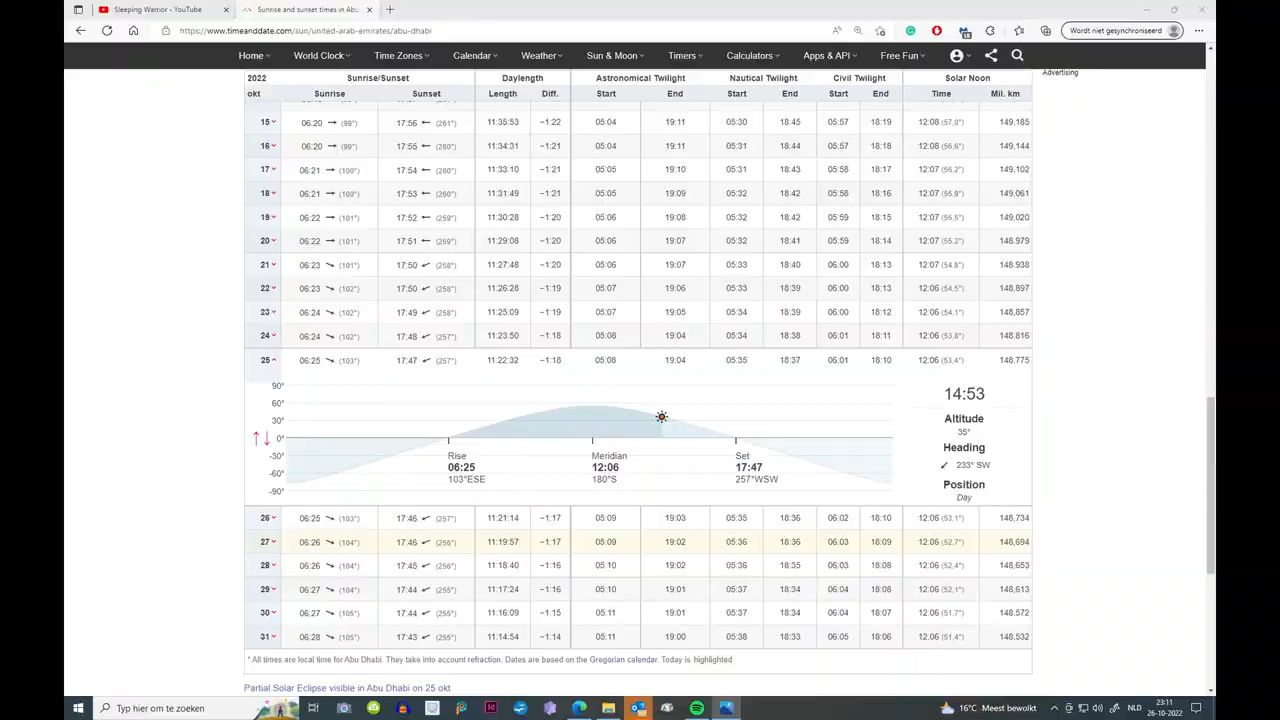 Sleeping Warrior - YouTube
Sunrise and sunset times in Abu
https://www.timeanddate.com/sun/united-arab-emirates/abu-dhabi
Wordt niet gesynchroniseerd
Home World Clock Time Zones Calendar Weather Sun & Moon Timers Calculators Apps & API Free Fun
Advertising
2022 Sunrise/Sunset Daylength Astronomical Twilight Nautical Twilight Civil Twilight Solar Noon
okt Sunrise Sunset Length Diff. Start End Start End Start End Time Mil. km
15 06:20 → (99°) 17:56 ← (261°) 11:35:53 −1:22 05:04 19:11 05:30 18:45 05:57 18:19 12:08 (57,0°) 149,185
16 06:20 → (99°) 17:55 ← (260°) 11:34:31 −1:21 05:04 19:11 05:31 18:44 05:57 18:18 12:08 (56,6°) 149,144
17 06:21 → (100°) 17:54 ← (260°) 11:33:10 −1:21 05:05 19:10 05:31 18:43 05:58 18:17 12:07 (56,2°) 149,102
18 06:21 → (100°) 17:53 ← (260°) 11:31:49 −1:21 05:05 19:09 05:32 18:42 05:58 18:16 12:07 (55,9°) 149,061
19 06:22 → (101°) 17:52 ← (259°) 11:30:28 −1:20 05:06 19:08 05:32 18:42 05:59 18:15 12:07 (55,5°) 149,020
20 06:22 → (101°) 17:51 ← (259°) 11:29:08 −1:20 05:06 19:07 05:32 18:41 05:59 18:14 12:07 (55,2°) 148,979
21 06:23 ↘ (101°) 17:50 ↙ (258°) 11:27:48 −1:20 05:06 19:07 05:33 18:40 06:00 18:13 12:07 (54,8°) 148,938
22 06:23 ↘ (102°) 17:50 ↙ (258°) 11:26:28 −1:19 05:07 19:06 05:33 18:39 06:00 18:13 12:06 (54,5°) 148,897
23 06:24 ↘ (102°) 17:49 ↙ (258°) 11:25:09 −1:19 05:07 19:05 05:34 18:39 06:00 18:12 12:06 (54,1°) 148,857
24 06:24 ↘ (102°) 17:48 ↙ (257°) 11:23:50 −1:18 05:08 19:04 05:34 18:38 06:01 18:11 12:06 (53,8°) 148,816
25 06:25 ↘ (103°) 17:47 ↙ (257°) 11:22:32 −1:18 05:08 19:04 05:35 18:37 06:01 18:10 12:06 (53,4°) 148,775
90°
60°
30°
0°
-30°
-60°
-90°
Rise
06:25
103°ESE
Meridian
12:06
180°S
Set
17:47
257°WSW
14:53
Altitude
35°
Heading
↙ 233° SW
Position
Day
26 06:25 ↘ (103°) 17:46 ↙ (257°) 11:21:14 −1:17 05:09 19:03 05:35 18:36 06:02 18:10 12:06 (53,1°) 148,734
27 06:26 ↘ (104°) 17:46 ↙ (256°) 11:19:57 −1:17 05:09 19:02 05:36 18:36 06:03 18:09 12:06 (52,7°) 148,694
28 06:26 ↘ (104°) 17:45 ↙ (256°) 11:18:40 −1:16 05:10 19:02 05:36 18:35 06:03 18:08 12:06 (52,4°) 148,653
29 06:27 ↘ (104°) 17:44 ↙ (255°) 11:17:24 −1:16 05:10 19:01 05:37 18:34 06:04 18:08 12:06 (52,1°) 148,613
30 06:27 ↘ (105°) 17:44 ↙ (255°) 11:16:09 −1:15 05:11 19:01 05:37 18:34 06:04 18:07 12:06 (51,7°) 148,572
31 06:28 ↘ (105°) 17:43 ↙ (255°) 11:14:54 −1:14 05:11 19:00 05:38 18:33 06:05 18:06 12:06 (51,4°) 148,532
* All times are local time for Abu Dhabi. They take into account refraction. Dates are based on the Gregorian calendar. Today is highlighted
Partial Solar Eclipse visible in Abu Dhabi on 25 okt
Typ hier om te zoeken
16°C Meest bewolkt
NLD
23:11
26-10-2022